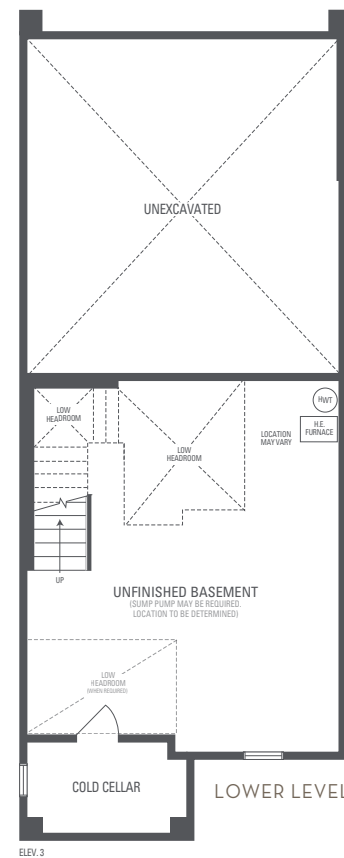 UNEXCAVATED
LOW
HEADROOM
HWT
H.E.
FURNACE
LOCATION
MAY VARY
LOW
HEADROOM
UP
UNFINISHED BASEMENT
(SUMP PUMP MAY BE REQUIRED.
LOCATION TO BE DETERMINED)
LOW
HEADROOM
(WHEN REQUIRED)
COLD CELLAR
LOWER LEVEL
ELEV. 3